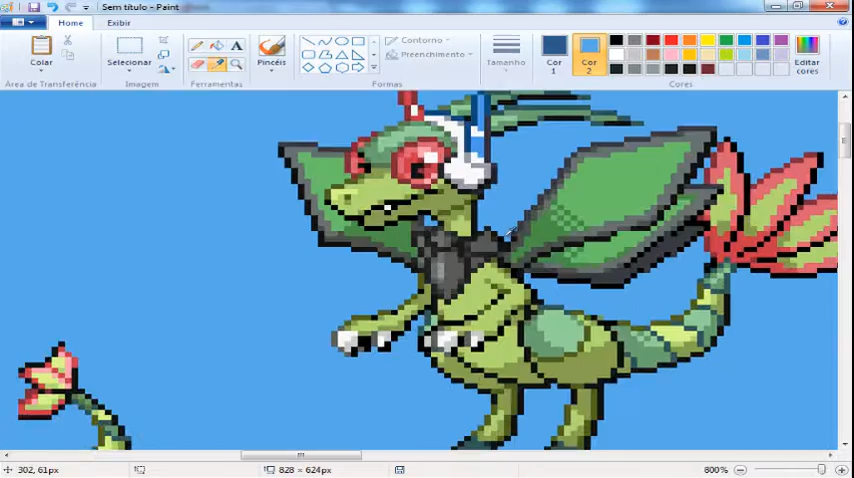 Sem título - Paint
Home
Exibir
Colar
Selecionar
Pincéis
Contorno
Preenchimento
Tamanho
Cor
1
Cor
2
Editar
cores
Área de Transferência
Imagem
Ferramentas
Formas
Cores
302, 61px
828 × 624px
800%